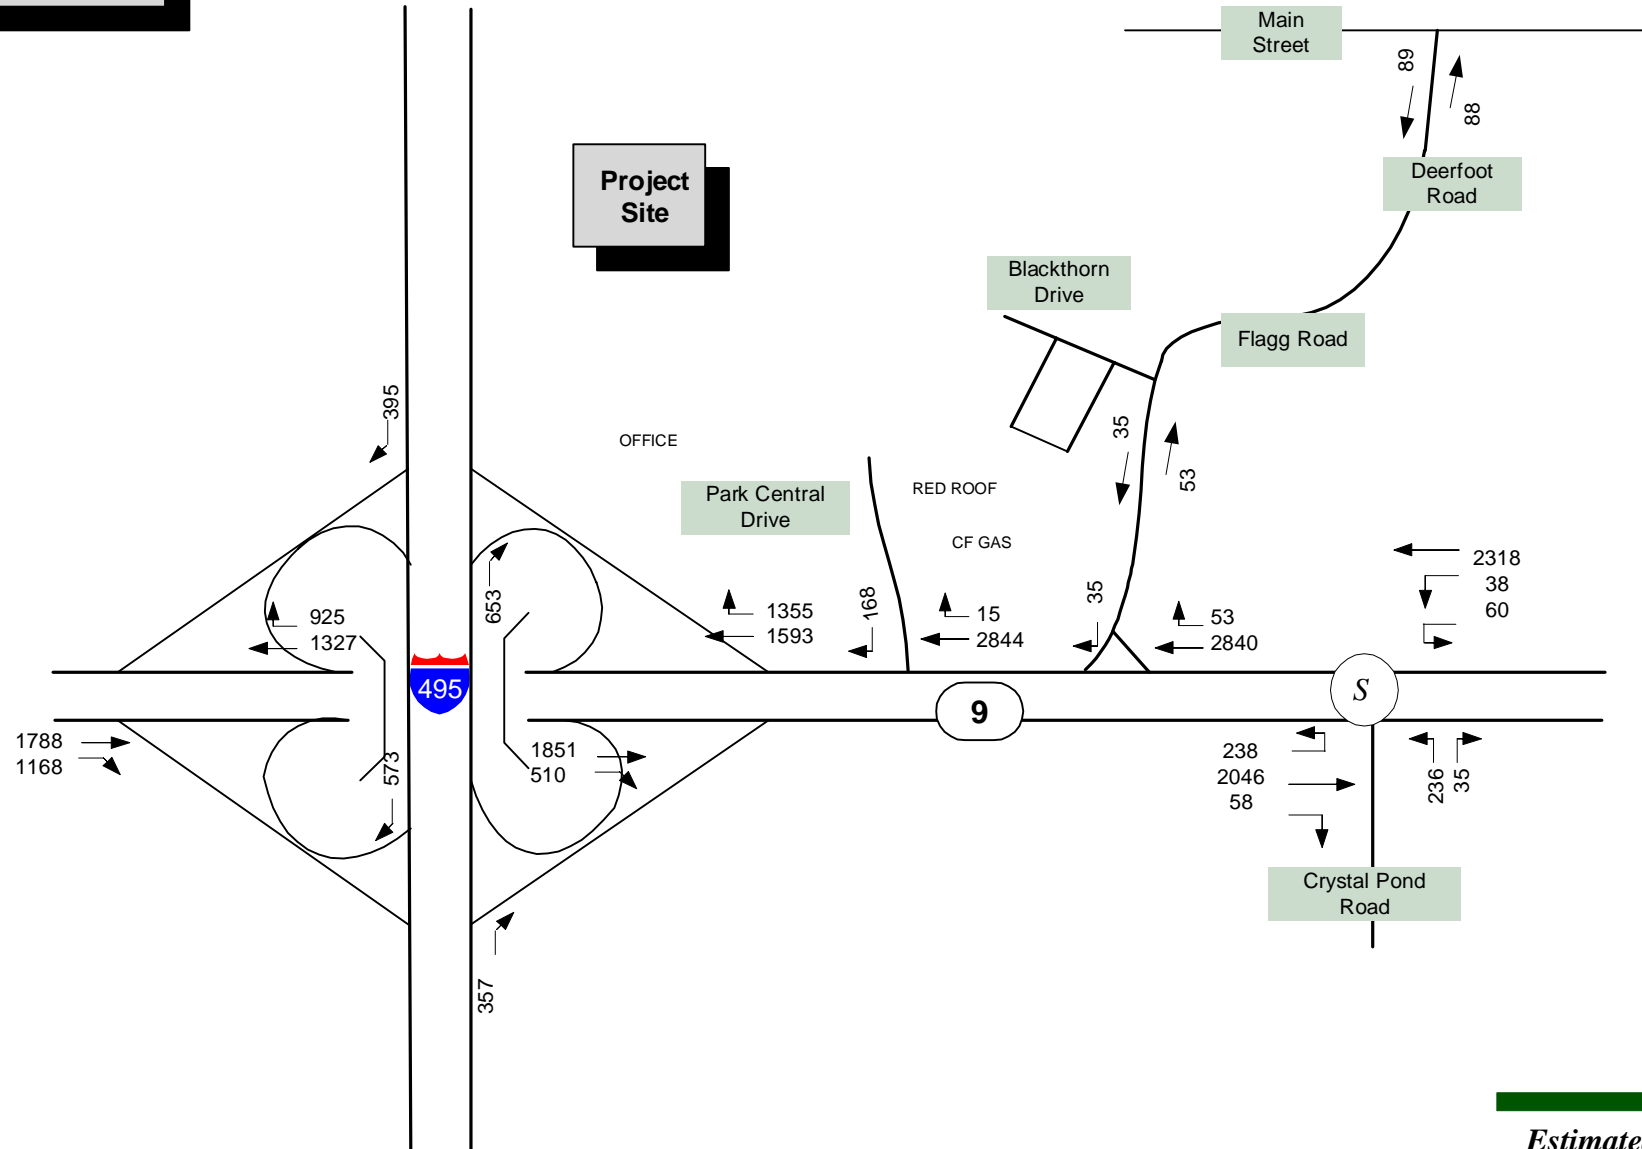 Main
Street
89
88
Project
Site
Deerfoot
Road
Blackthorn
Drive
Flagg Road
395
OFFICE
35
53
Park Central
Drive
RED ROOF
CF GAS
2318
38
60
653
925
1327
1355
1593
168
15
2844
35
53
2840
495
9
S
1788
1168
573
1851
510
238
2046
58
236
35
Crystal Pond
Road
357